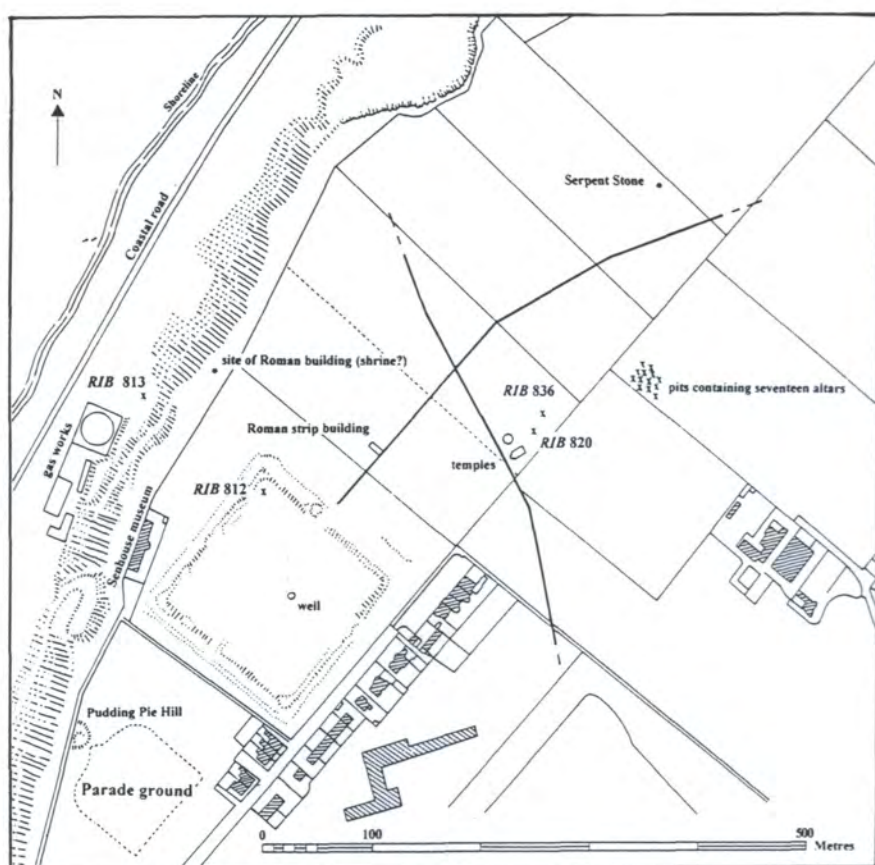 N
Shoreline
Coastal road
Serpent Stone
site of Roman building (shrine?)
RIB 813
pits containing seventeen altars
RIB 836
Roman strip building
RIB 820
gas works
temples
RIB 812
Senhouse museum
well
Pudding Pie Hill
Parade ground
0 100 500
Metres